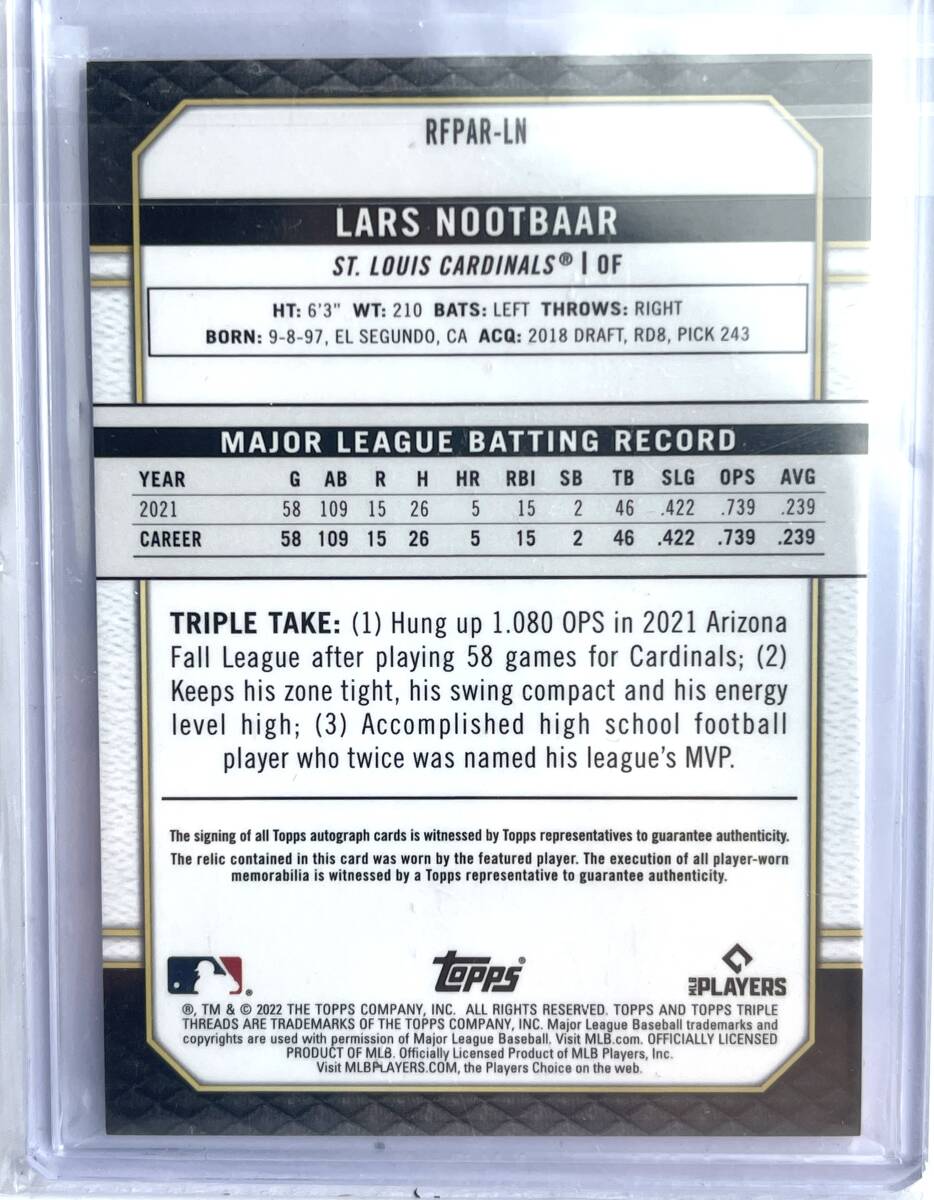 RFPAR-LN
LARS NOOTBAAR
ST. LOUIS CARDINALS® | OF
HT: 6'3" WT: 210 BATS: LEFT THROWS: RIGHT
BORN: 9-8-97, EL SEGUNDO, CA ACQ: 2018 DRAFT, RD8, PICK 243
MAJOR LEAGUE BATTING RECORD
YEAR G AB R H HR RBI SB TB SLG OPS AVG
2021 58 109 15 26 5 15 2 46 .422 .739 .239
CAREER 58 109 15 26 5 15 2 46 .422 .739 .239
TRIPLE TAKE: (1) Hung up 1.080 OPS in 2021 Arizona
Fall League after playing 58 games for Cardinals; (2)
Keeps his zone tight, his swing compact and his energy
level high; (3) Accomplished high school football
player who twice was named his league's MVP.
The signing of all Topps autograph cards is witnessed by Topps representatives to guarantee authenticity.
The relic contained in this card was worn by the featured player. The execution of all player-worn
memorabilia is witnessed by a Topps representative to guarantee authenticity.
topps®
MLB PLAYERS
®, TM & © 2022 THE TOPPS COMPANY, INC. ALL RIGHTS RESERVED. TOPPS AND TOPPS TRIPLE
THREADS ARE TRADEMARKS OF THE TOPPS COMPANY, INC. Major League Baseball trademarks and
copyrights are used with permission of Major League Baseball. Visit MLB.com. OFFICIALLY LICENSED
PRODUCT OF MLB. Officially Licensed Product of MLB Players, Inc.
Visit MLBPLAYERS.COM, the Players Choice on the web.